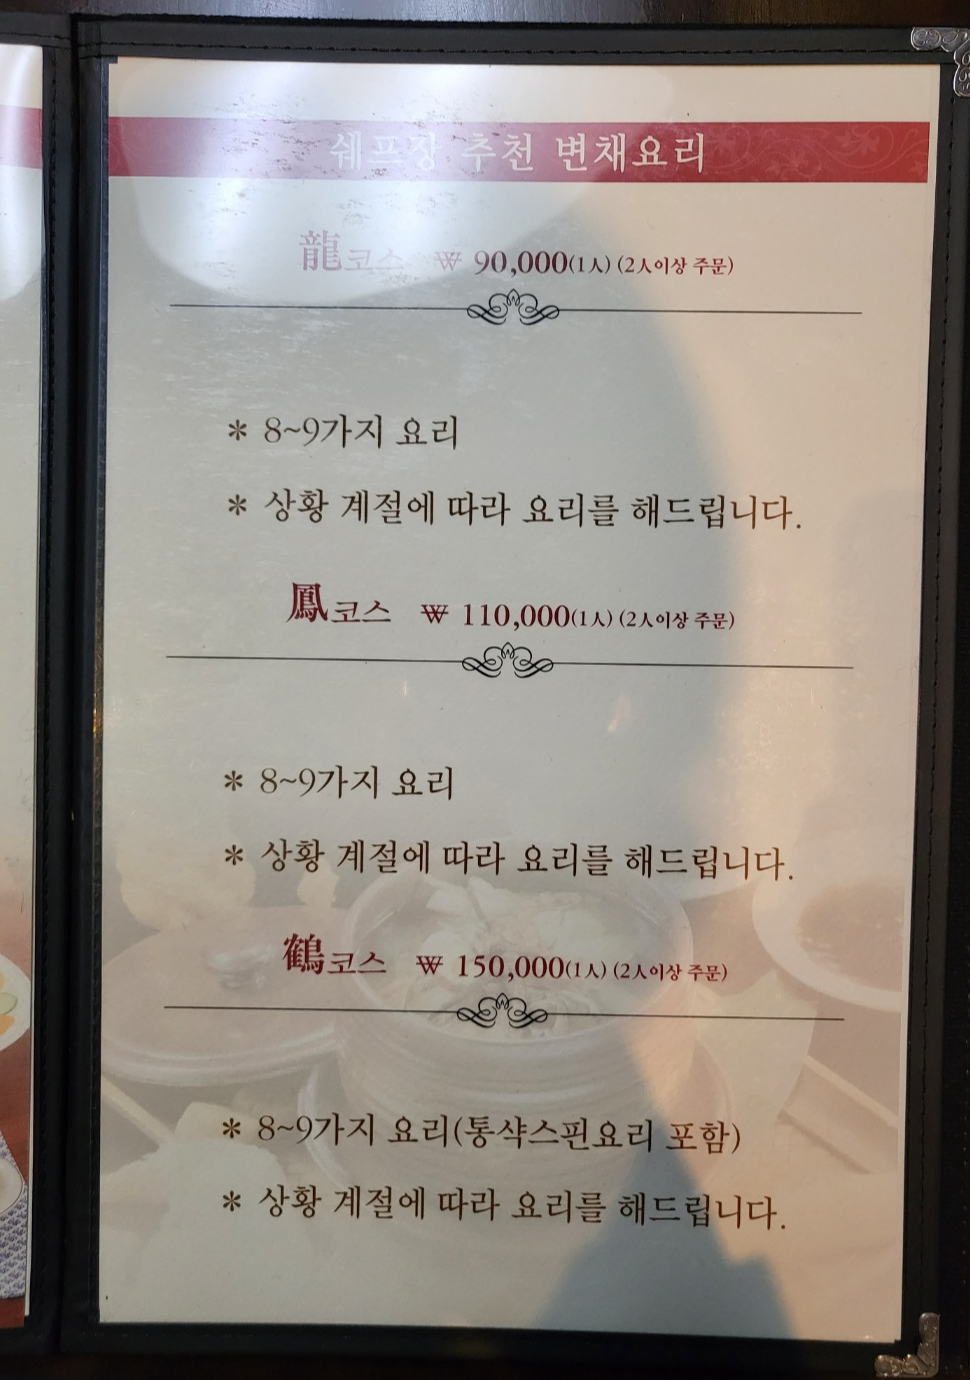 쉐프장 추천 변채요리
龍코스 ₩ 90,000(1人) (2人이상 주문)
* 8~9가지 요리
* 상황 계절에 따라 요리를 해드립니다.
鳳코스 ₩ 110,000(1人) (2人이상 주문)
* 8~9가지 요리
* 상황 계절에 따라 요리를 해드립니다.
鶴코스 ₩ 150,000(1人) (2人이상 주문)
* 8~9가지 요리(통샥스핀요리 포함)
* 상황 계절에 따라 요리를 해드립니다.